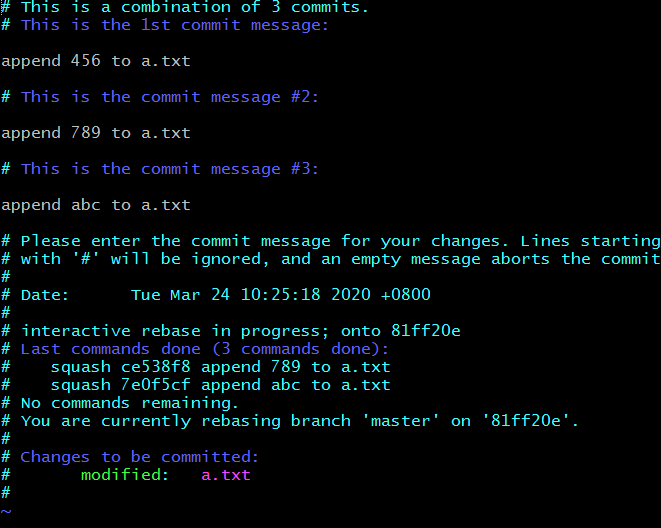 # This is a combination of 3 commits.
# This is the 1st commit message:

append 456 to a.txt

# This is the commit message #2:

append 789 to a.txt

# This is the commit message #3:

append abc to a.txt

# Please enter the commit message for your changes. Lines starting
# with '#' will be ignored, and an empty message aborts the commit
#
# Date:      Tue Mar 24 10:25:18 2020 +0800
#
# interactive rebase in progress; onto 81ff20e
# Last commands done (3 commands done):
#    squash ce538f8 append 789 to a.txt
#    squash 7e0f5cf append abc to a.txt
# No commands remaining.
# You are currently rebasing branch 'master' on '81ff20e'.
#
# Changes to be committed:
#       modified:   a.txt
#
~